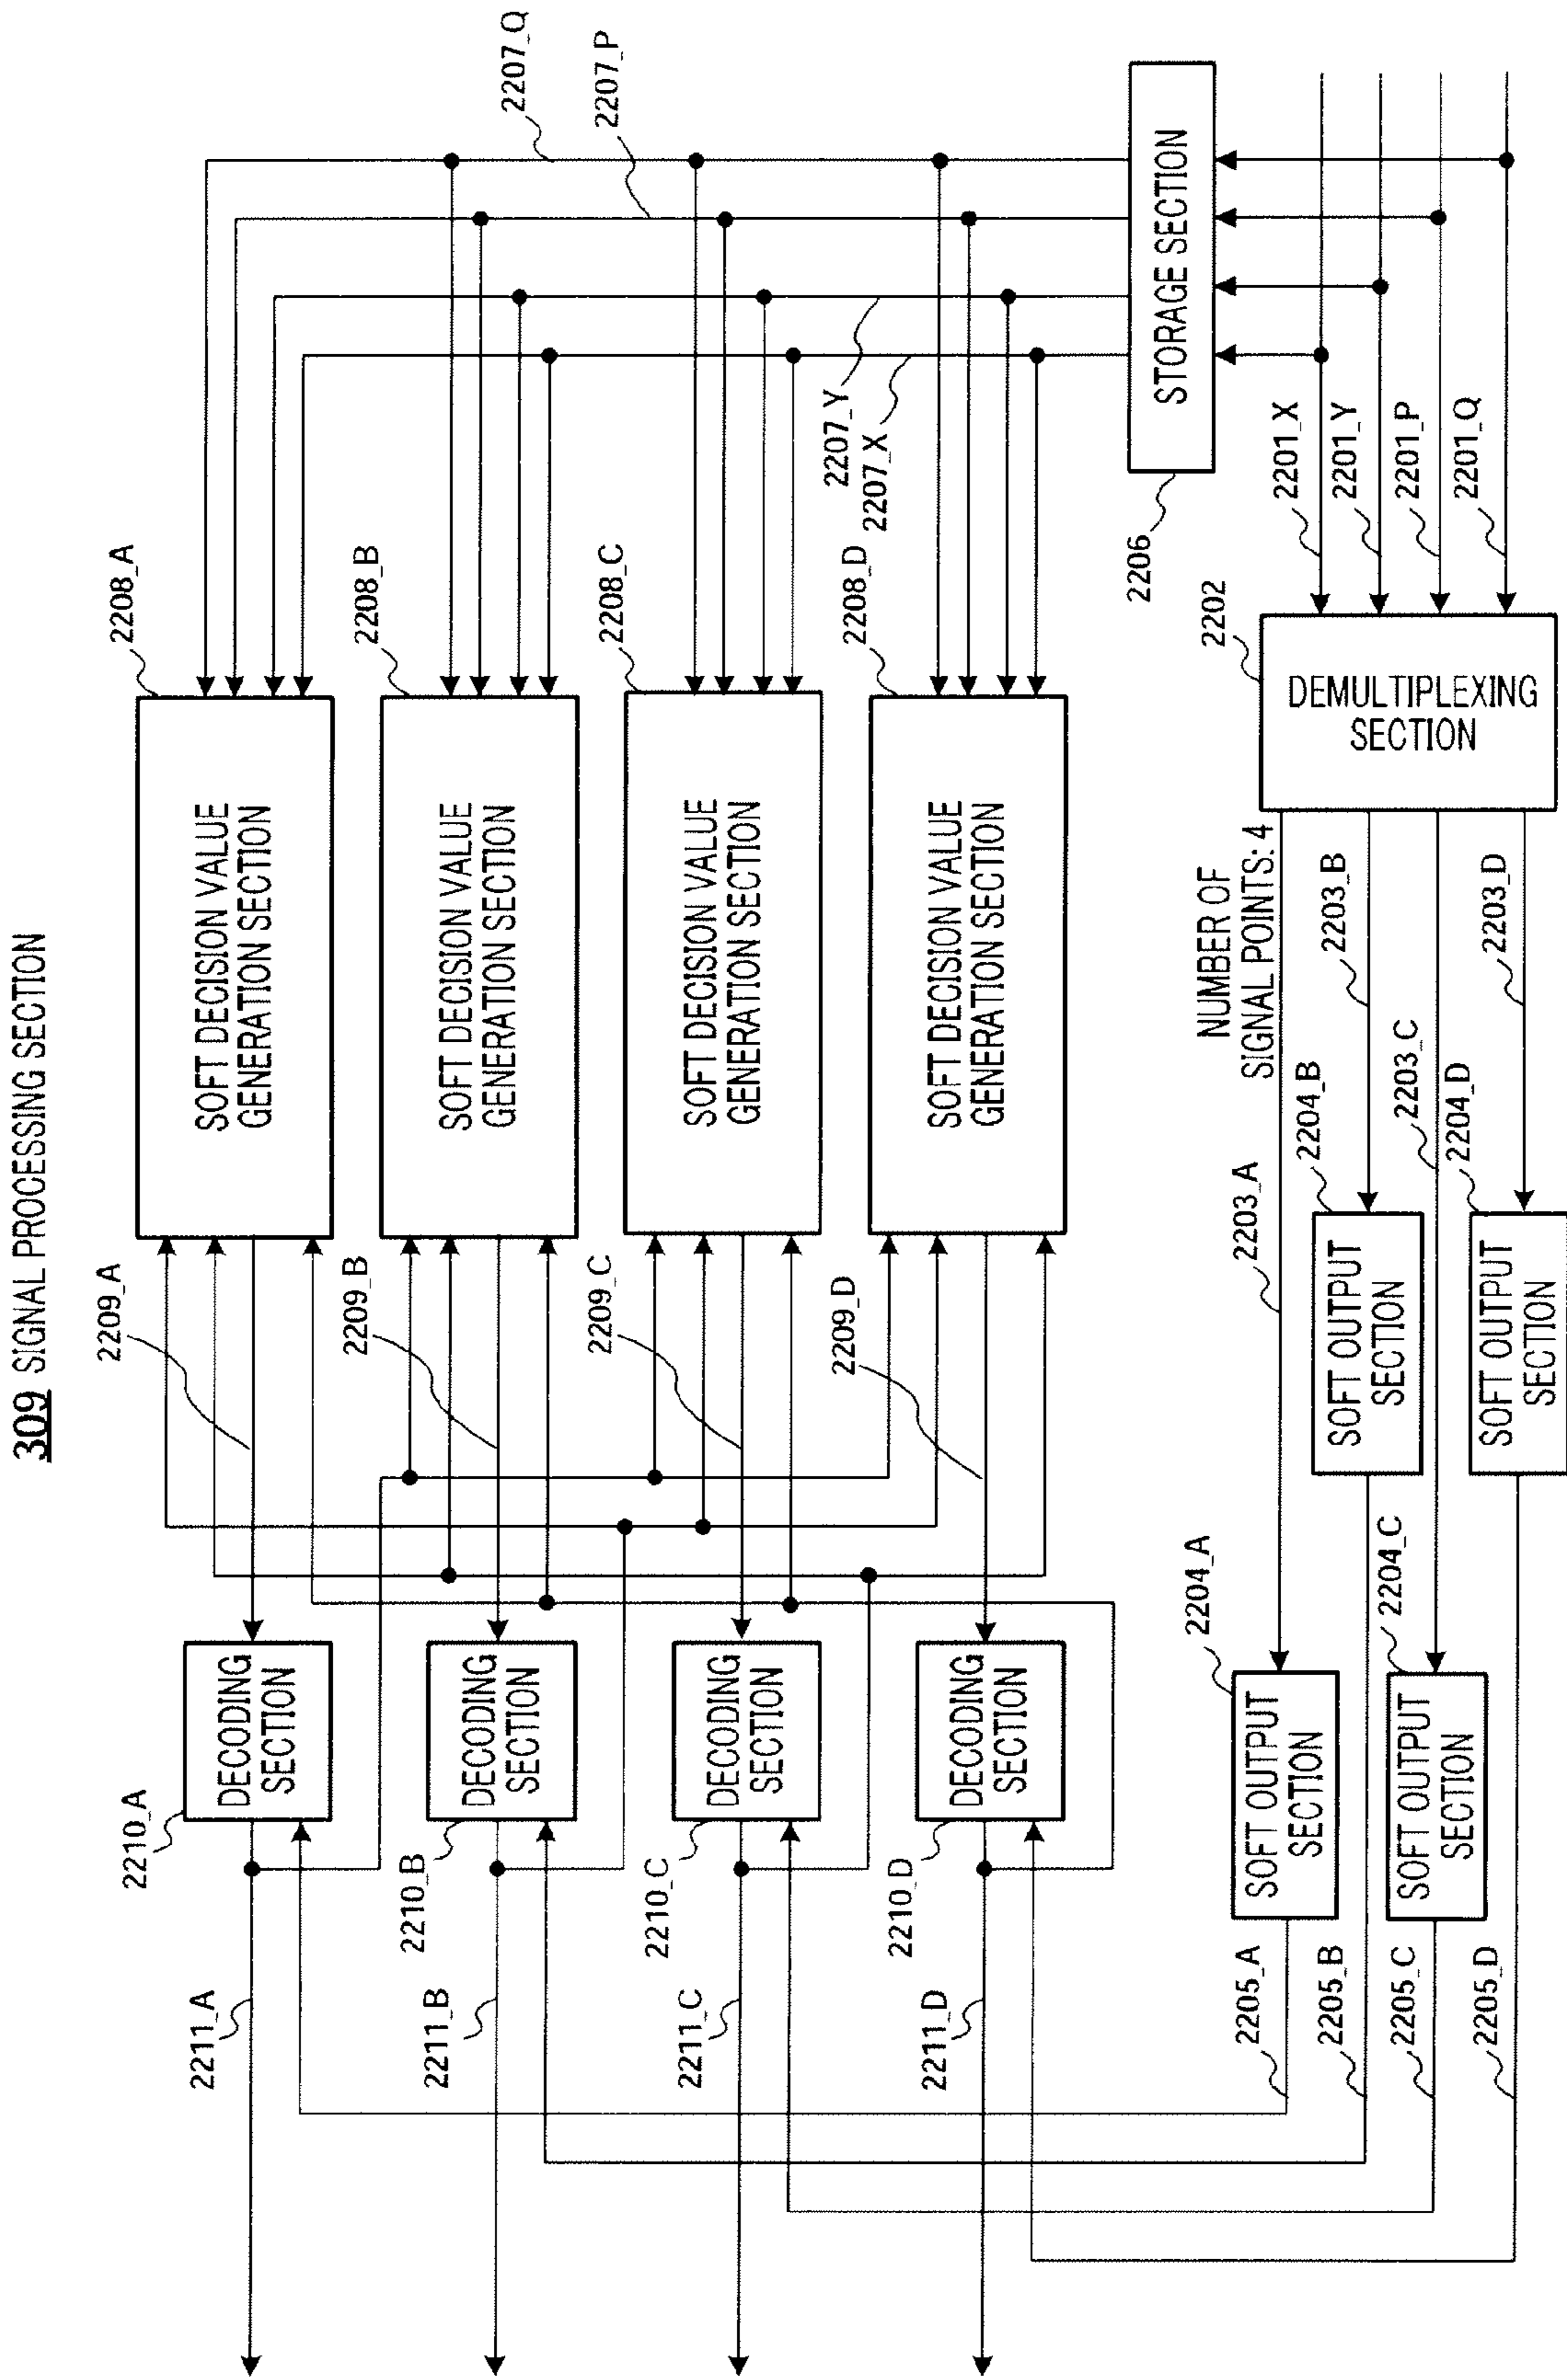 309 SIGNAL PROCESSING SECTION
2211_A
2210_A
DECODING
SECTION
2209_A
SOFT DECISION VALUE
GENERATION SECTION
2208_A
2207_Q
2207_P
2211_B
2210_B
DECODING
SECTION
2209_B
SOFT DECISION VALUE
GENERATION SECTION
2208_B
2211_C
2210_C
DECODING
SECTION
2209_C
SOFT DECISION VALUE
GENERATION SECTION
2208_C
2207_Y
2207_X
2211_D
2210_D
DECODING
SECTION
2209_D
SOFT DECISION VALUE
GENERATION SECTION
2208_D
STORAGE SECTION
2206
2205_A
2204_A
SOFT OUTPUT
SECTION
2203_A
NUMBER OF
SIGNAL POINTS: 4
2202
DEMULTIPLEXING
SECTION
2201_X
2201_Y
2201_P
2201_Q
2205_B
2204_B
SOFT OUTPUT
SECTION
2203_B
2205_C
2204_C
SOFT OUTPUT
SECTION
2203_C
2205_D
2204_D
SOFT OUTPUT
SECTION
2203_D